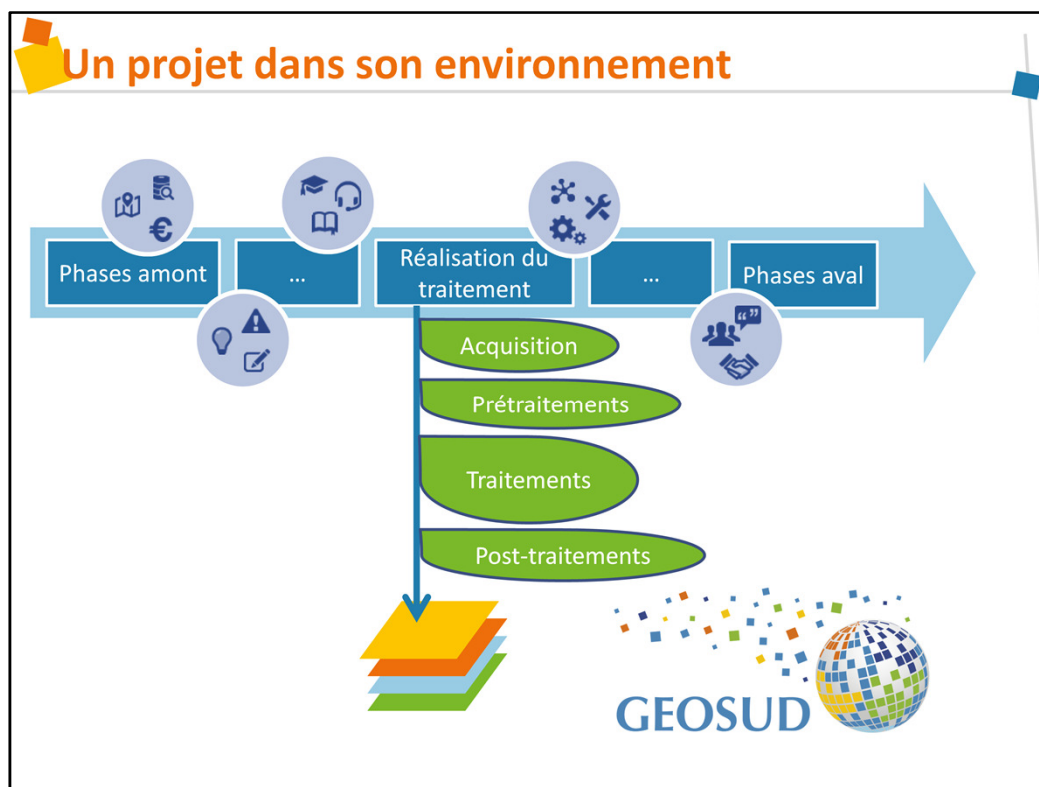 Un projet dans son environnement
Phases amont
...
Réalisation du
traitement
...
Phases aval
Acquisition
Prétraitements
Traitements
Post-traitements
GEOSUD